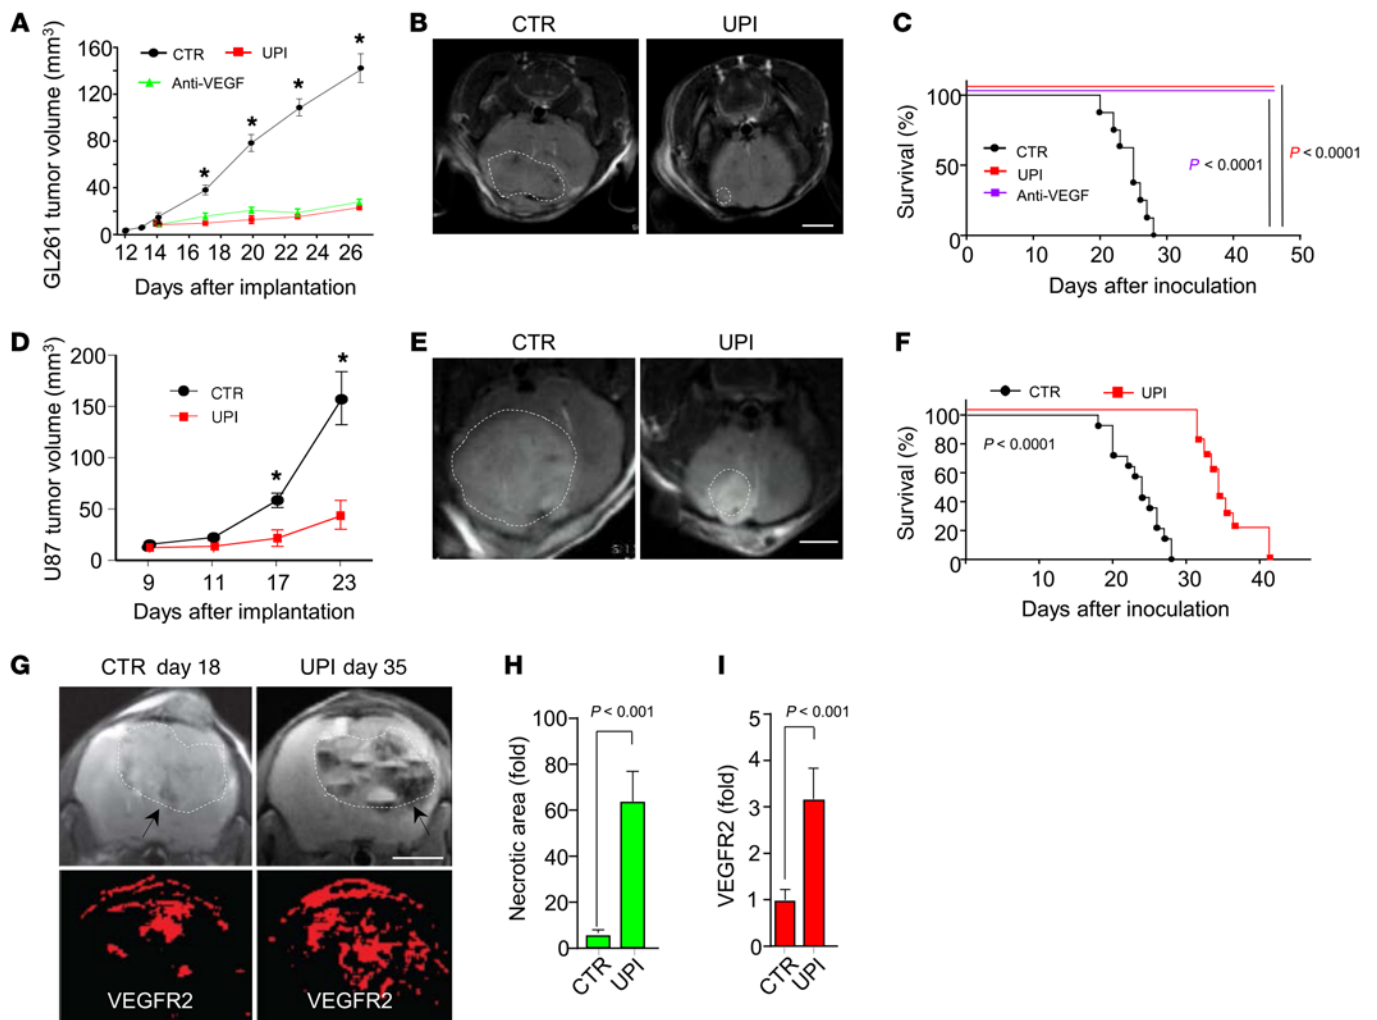 A
GL261 tumor volume (mm³)
160
120
80
40
0
CTR
UPI
Anti-VEGF
*
*
*
*
*
12 14 16 18 20 22 24 26
Days after implantation
B
CTR
UPI
C
Survival (%)
100
50
0
CTR
UPI
Anti-VEGF
P < 0.0001
P < 0.0001
0 10 20 30 40 50
Days after inoculation
D
U87 tumor volume (mm³)
200
150
100
50
0
CTR
UPI
*
*
9 11 17 23
Days after implantation
E
CTR
UPI
F
CTR
UPI
Survival (%)
100
80
60
40
20
0
P < 0.0001
10 20 30 40
Days after inoculation
G
CTR day 18
UPI day 35
VEGFR2
VEGFR2
H
Necrotic area (fold)
100
80
60
40
20
0
P < 0.001
CTR
UPI
I
VEGFR2 (fold)
5
4
3
2
1
0
P < 0.001
CTR
UPI